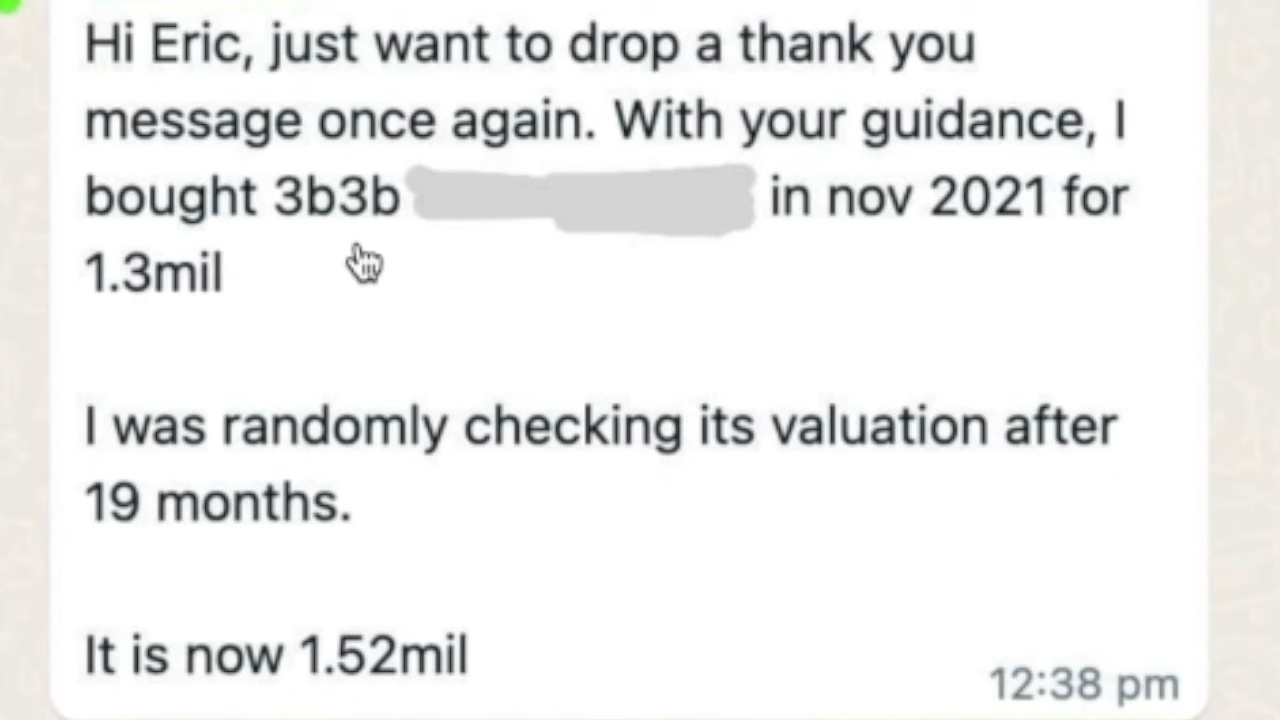 Hi Eric, just want to drop a thank you
message once again. With your guidance, I
bought 3b3b in nov 2021 for
1.3mil
I was randomly checking its valuation after
19 months.
It is now 1.52mil
12:38 pm